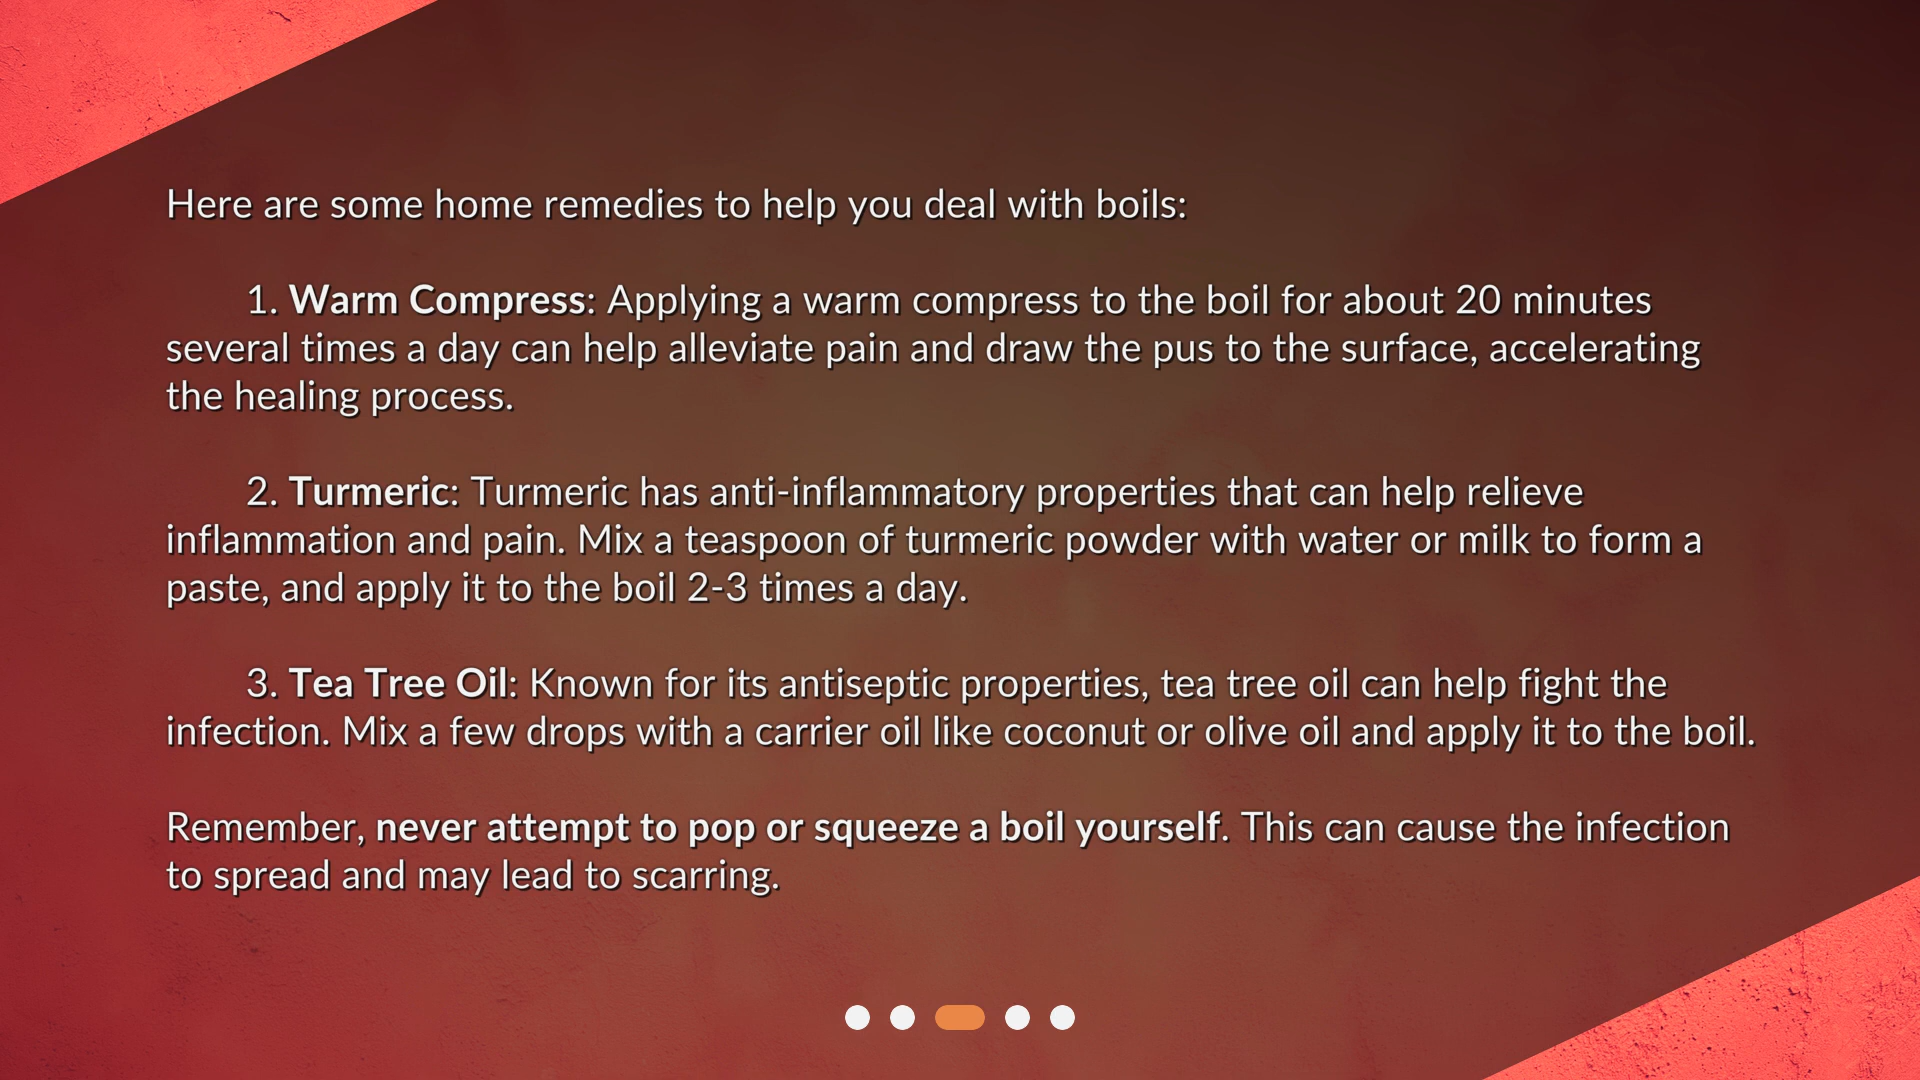 Here are some home remedies to help you deal with boils:
1. Warm Compress: Applying a warm compress to the boil for about 20 minutes
several times a day can help alleviate pain and draw the pus to the surface, accelerating
the healing process.
2. Turmeric: Turmeric has anti-inflammatory properties that can help relieve
inflammation and pain. Mix a teaspoon of turmeric powder with water or milk to form a
paste, and apply it to the boil 2-3 times a day.
3. Tea Tree Oil: Known for its antiseptic properties, tea tree oil can help fight the
infection. Mix a few drops with a carrier oil like coconut or olive oil and apply it to the boil.
Remember, never attempt to pop or squeeze a boil yourself. This can cause the infection
to spread and may lead to scarring.